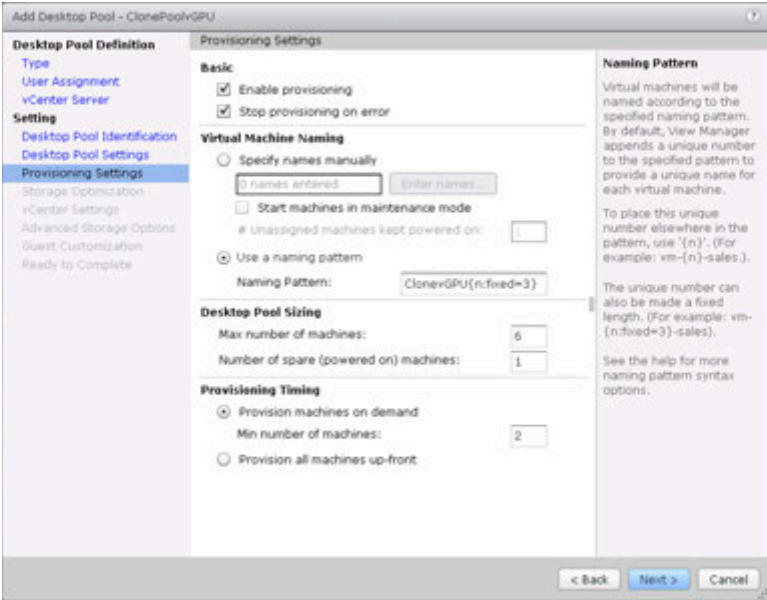 Add Desktop Pool - ClonePoolvGPU
?
Desktop Pool Definition
Type
User Assignment
vCenter Server
Setting
Desktop Pool Identification
Desktop Pool Settings
Provisioning Settings
Storage Optimization
vCenter Settings
Advanced Storage Options
Guest Customization
Ready to Complete
Provisioning Settings
Basic
Enable provisioning
Stop provisioning on error
Virtual Machine Naming
Specify names manually
0 names entered
Enter names...
Start machines in maintenance mode
# Unassigned machines kept powered on:
1
Use a naming pattern
Naming Pattern:
ClonevGPU{n:fixed=3}
Desktop Pool Sizing
Max number of machines:
6
Number of spare (powered on) machines:
1
Provisioning Timing
Provision machines on demand
Min number of machines:
2
Provision all machines up-front
Naming Pattern
Virtual machines will be
named according to the
specified naming pattern.
By default, View Manager
appends a unique number
to the specified pattern to
provide a unique name for
each virtual machine.
To place this unique
number elsewhere in the
pattern, use '{n}'. (For
example: vm-{n}-sales.).
The unique number can
also be made a fixed
length. (For example: vm-
{n:fixed=3}-sales).
See the help for more
naming pattern syntax
options.
< Back
Next >
Cancel